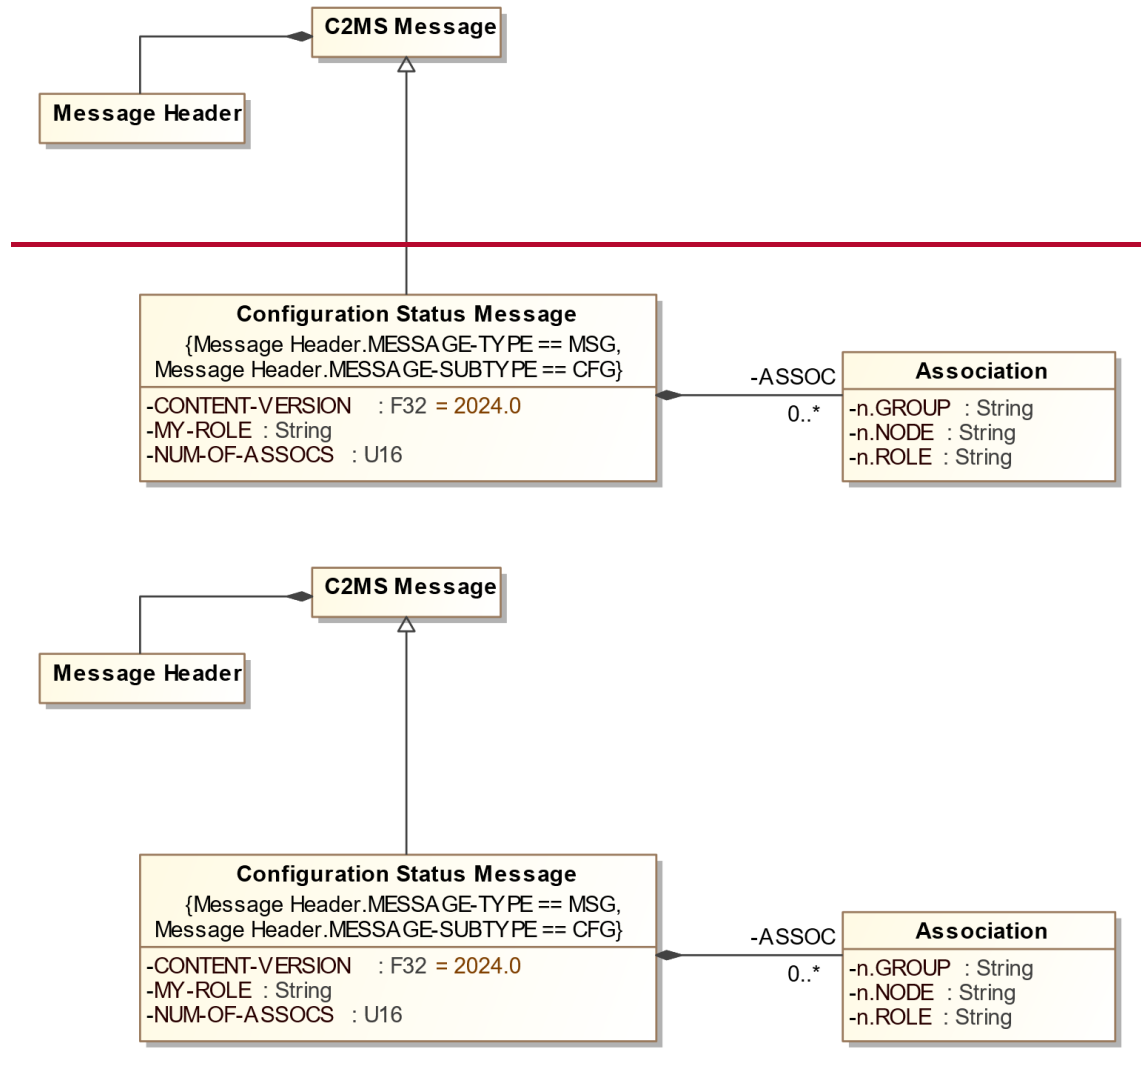 C2MS Message
Message Header
Configuration Status Message
{Message Header.MESSAGE-TYPE == MSG,
Message Header.MESSAGE-SUBTYPE == CFG}
-CONTENT-VERSION : F32 = 2024.0
-MY-ROLE : String
-NUM-OF-ASSOCS : U16
-ASSOC
0..*
Association
-n.GROUP : String
-n.NODE : String
-n.ROLE : String
C2MS Message
Message Header
Configuration Status Message
{Message Header.MESSAGE-TYPE == MSG,
Message Header.MESSAGE-SUBTYPE == CFG}
-CONTENT-VERSION : F32 = 2024.0
-MY-ROLE : String
-NUM-OF-ASSOCS : U16
-ASSOC
0..*
Association
-n.GROUP : String
-n.NODE : String
-n.ROLE : String